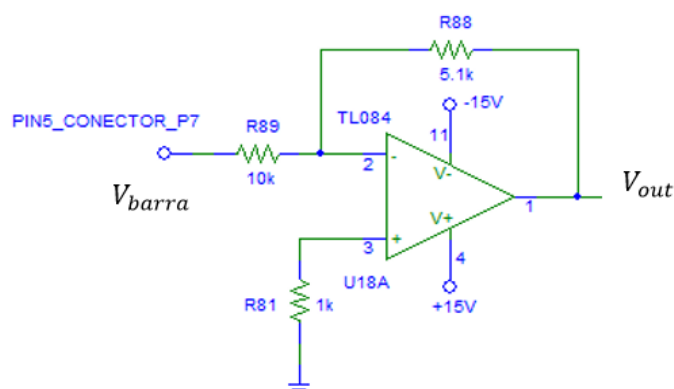 R88
5.1k
-15V
PIN5_CONECTOR_P7
R89
TL084
11
10k
2
-
V-
V_barra
V_out
1
3
+
V+
4
U18A
R81
1k
+15V